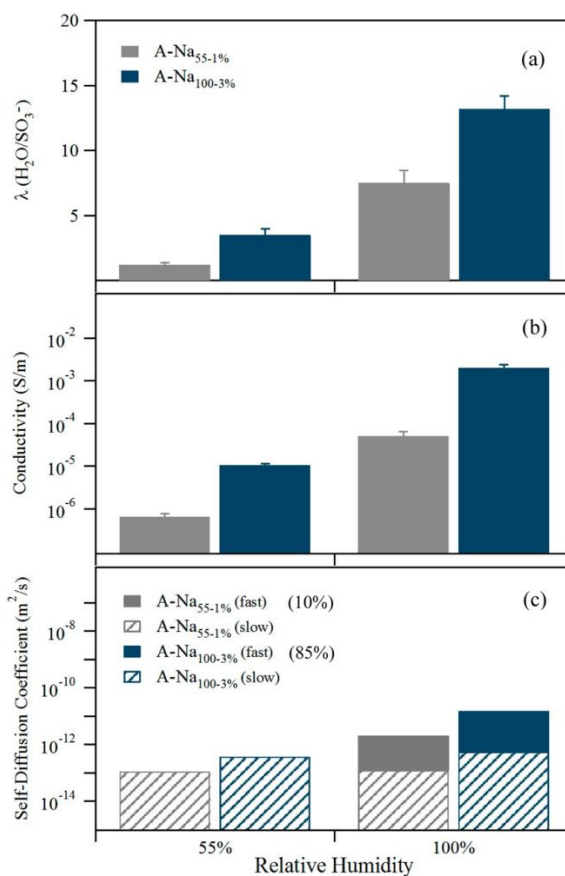 20
15
10
5
λ (H₂O/SO₃-)
A-Na₅₅₋₁%
A-Na₁₀₀₋₃%
(a)
10⁻²
10⁻³
10⁻⁴
10⁻⁵
10⁻⁶
Conductivity (S/m)
(b)
10⁻⁸
10⁻¹⁰
10⁻¹²
10⁻¹⁴
Self-Diffusion Coefficient (m²/s)
A-Na₅₅₋₁% (fast) (10%)
A-Na₅₅₋₁% (slow)
A-Na₁₀₀₋₃% (fast) (85%)
A-Na₁₀₀₋₃% (slow)
(c)
55% 100%
Relative Humidity